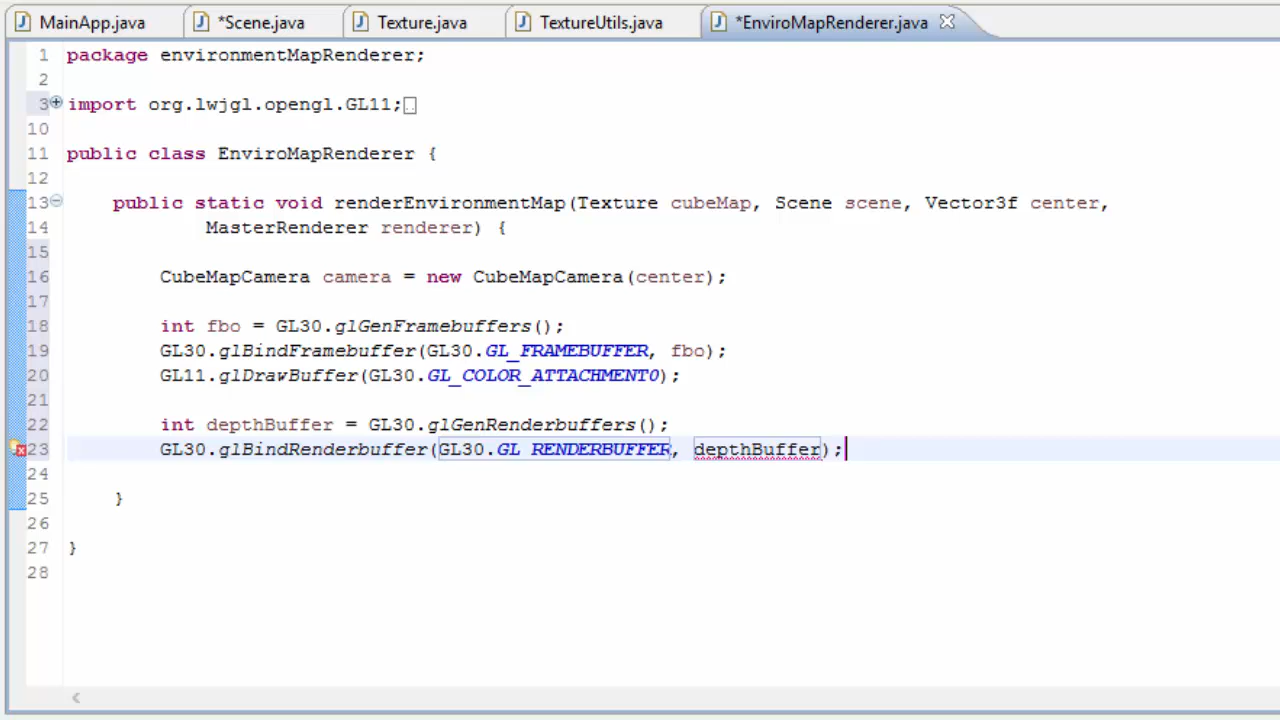 MainApp.java *Scene.java Texture.java TextureUtils.java *EnviroMapRenderer.java
1 package environmentMapRenderer;
2
3 import org.lwjgl.opengl.GL11;
10
11 public class EnviroMapRenderer {
12
13 public static void renderEnvironmentMap(Texture cubeMap, Scene scene, Vector3f center,
14 MasterRenderer renderer) {
15
16 CubeMapCamera camera = new CubeMapCamera(center);
17
18 int fbo = GL30.glGenFramebuffers();
19 GL30.glBindFramebuffer(GL30.GL_FRAMEBUFFER, fbo);
20 GL11.glDrawBuffer(GL30.GL_COLOR_ATTACHMENT0);
21
22 int depthBuffer = GL30.glGenRenderbuffers();
23 GL30.glBindRenderbuffer(GL30.GL_RENDERBUFFER, depthBuffer);
24
25 }
26
27 }
28